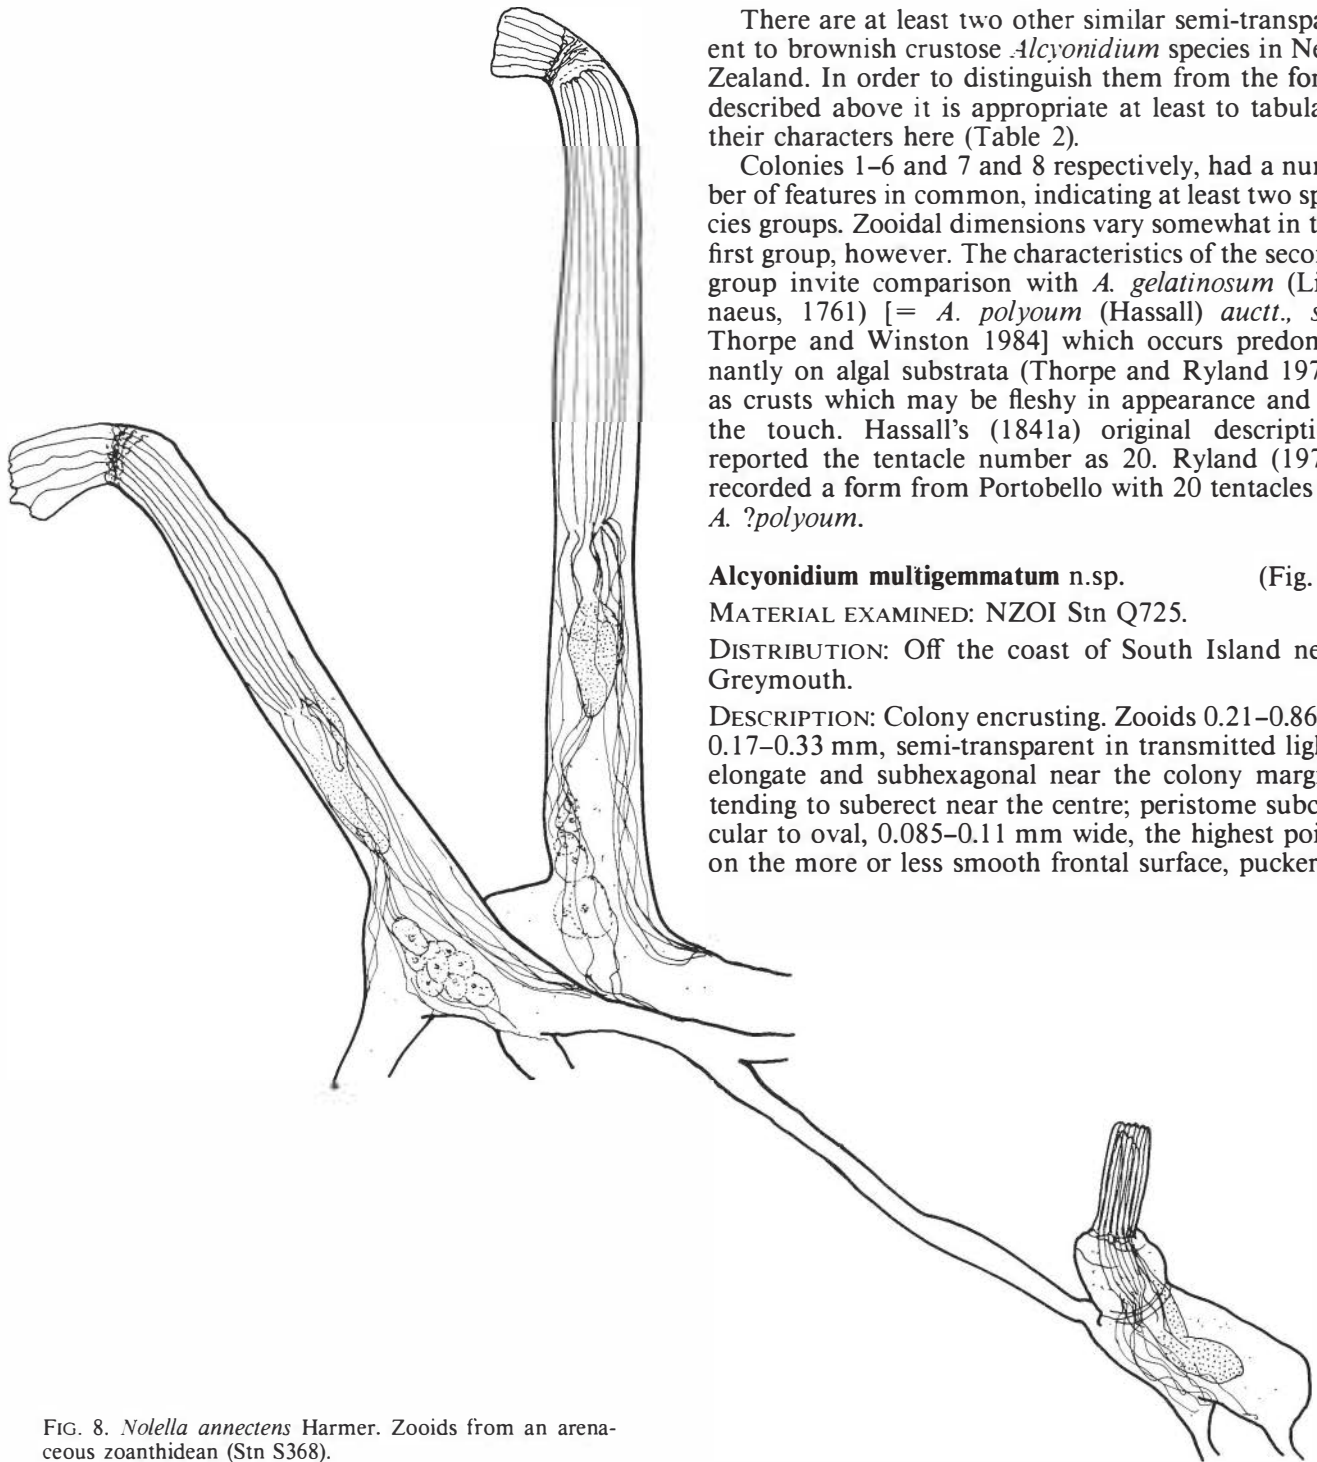 There are at least two other similar semi-transpa
ent to brownish crustose Alcyonidium species in Ne
Zealand. In order to distinguish them from the for
described above it is appropriate at least to tabula
their characters here (Table 2).
Colonies 1–6 and 7 and 8 respectively, had a num
ber of features in common, indicating at least two sp
cies groups. Zooidal dimensions vary somewhat in t
first group, however. The characteristics of the secon
group invite comparison with A. gelatinosum (Li
naeus, 1761) [= A. polyoum (Hassall) auctt., s
Thorpe and Winston 1984] which occurs predom
nantly on algal substrata (Thorpe and Ryland 197
as crusts which may be fleshy in appearance and
the touch. Hassall's (1841a) original descripti
reported the tentacle number as 20. Ryland (197
recorded a form from Portobello with 20 tentacles
A. ?polyoum.
Alcyonidium multigemmatum n.sp. (Fig.
MATERIAL EXAMINED: NZOI Stn Q725.
DISTRIBUTION: Off the coast of South Island ne
Greymouth.
DESCRIPTION: Colony encrusting. Zooids 0.21–0.86
0.17–0.33 mm, semi-transparent in transmitted ligh
elongate and subhexagonal near the colony margi
tending to suberect near the centre; peristome subc
cular to oval, 0.085–0.11 mm wide, the highest poi
on the more or less smooth frontal surface, pucker
FIG. 8. Nolella annectens Harmer. Zooids from an arena-
ceous zoanthidean (Stn S368).